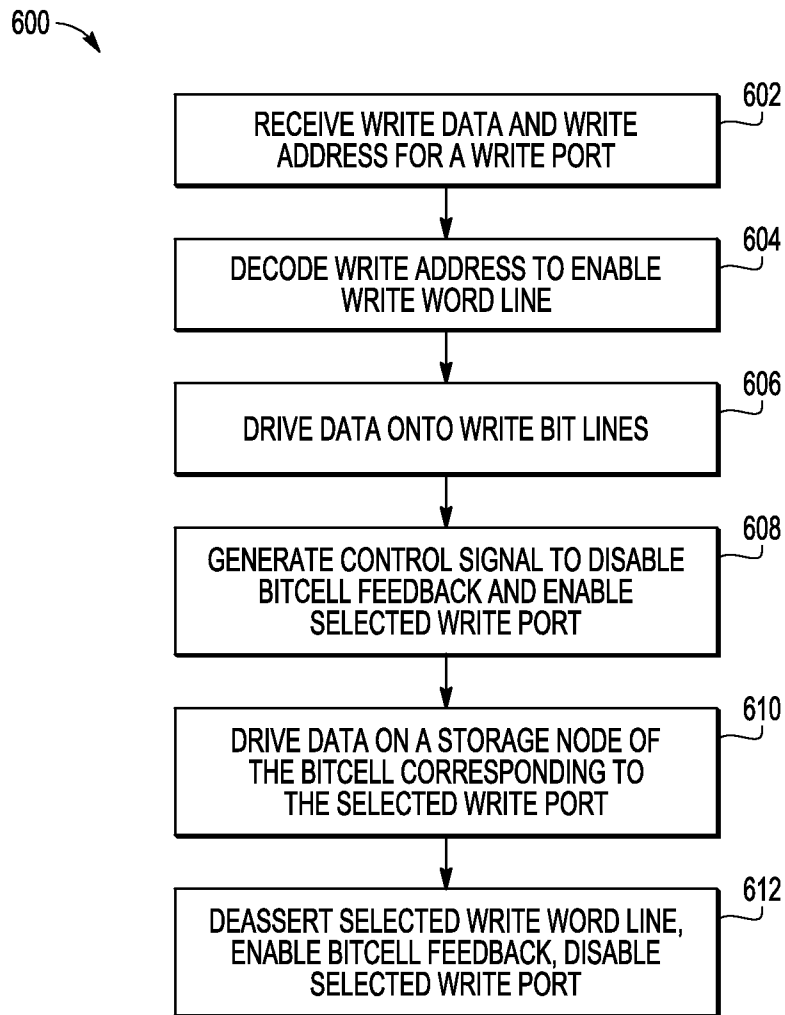 600
602
RECEIVE WRITE DATA AND WRITE
ADDRESS FOR A WRITE PORT
604
DECODE WRITE ADDRESS TO ENABLE
WRITE WORD LINE
606
DRIVE DATA ONTO WRITE BIT LINES
608
GENERATE CONTROL SIGNAL TO DISABLE
BITCELL FEEDBACK AND ENABLE
SELECTED WRITE PORT
610
DRIVE DATA ON A STORAGE NODE OF
THE BITCELL CORRESPONDING TO
THE SELECTED WRITE PORT
612
DEASSERT SELECTED WRITE WORD LINE,
ENABLE BITCELL FEEDBACK, DISABLE
SELECTED WRITE PORT